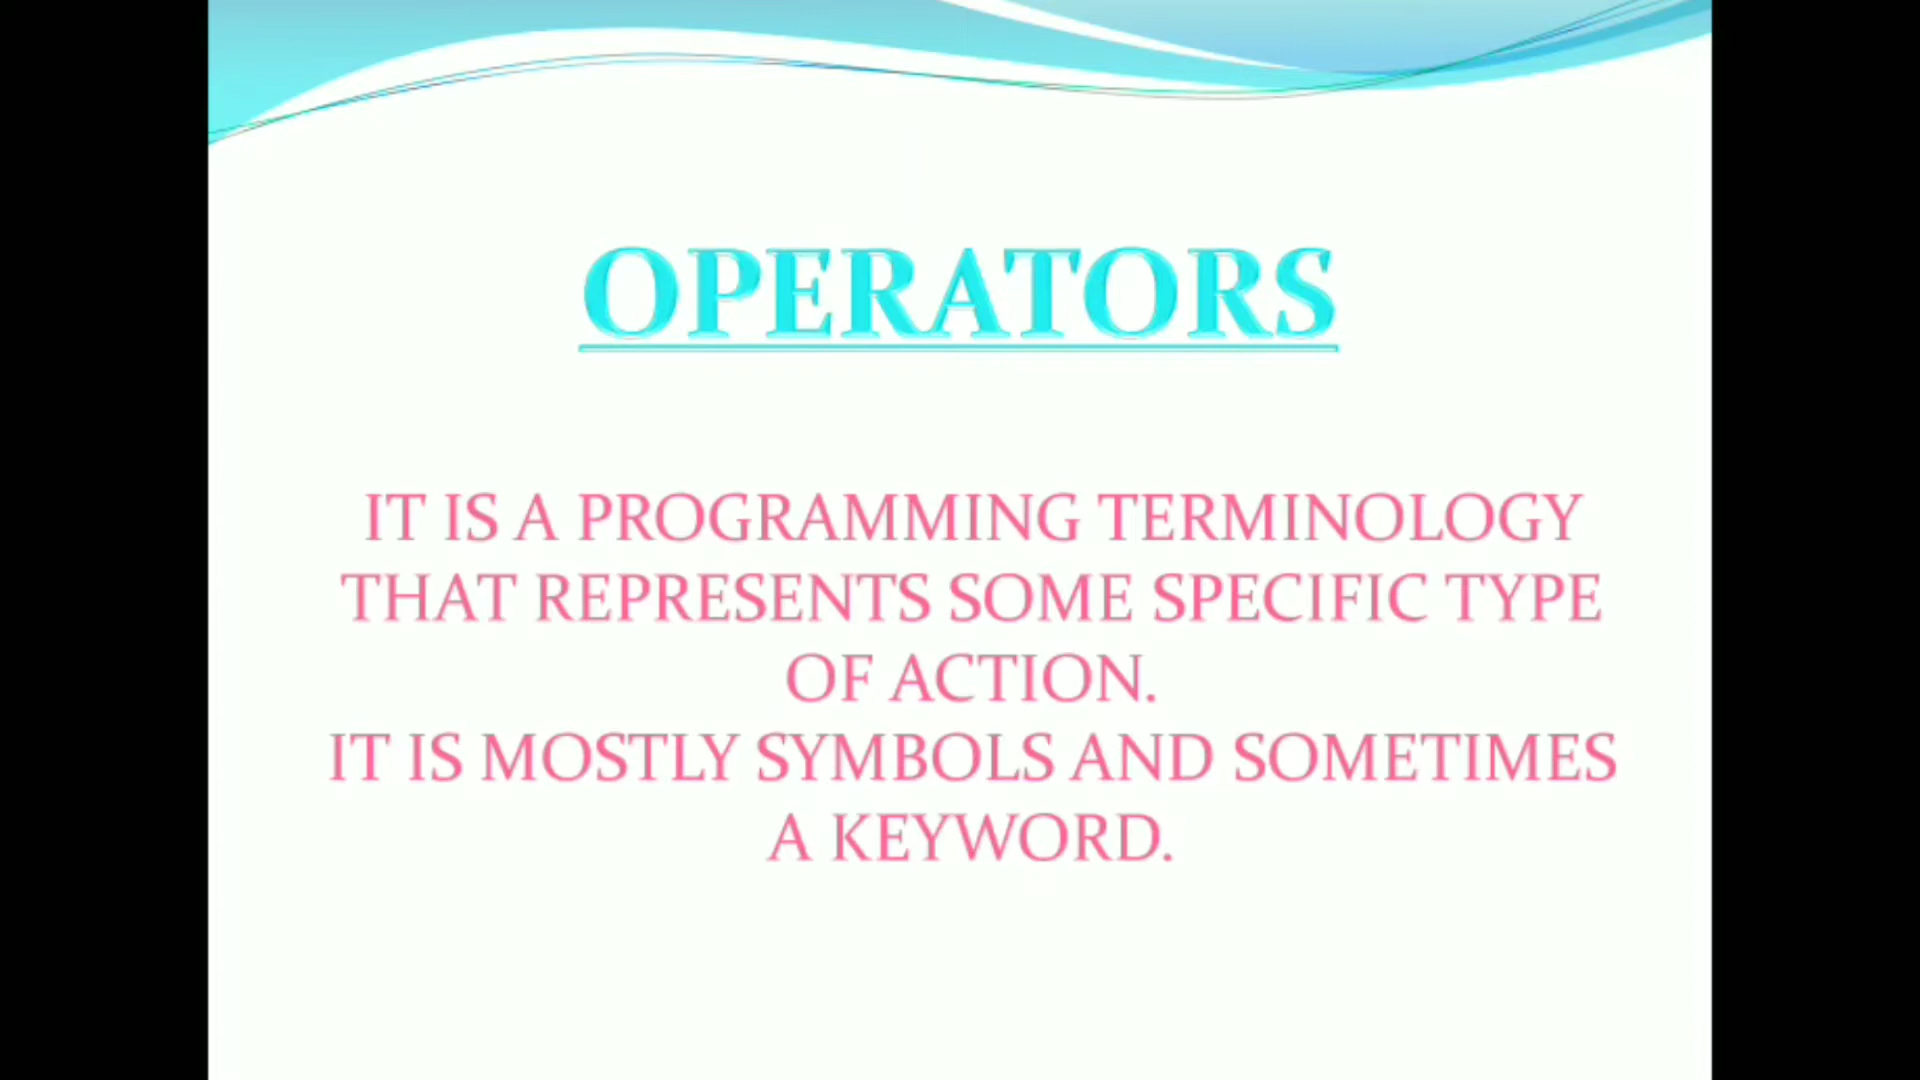 OPERATORS
IT IS A PROGRAMMING TERMINOLOGY
THAT REPRESENTS SOME SPECIFIC TYPE
OF ACTION.
IT IS MOSTLY SYMBOLS AND SOMETIMES
A KEYWORD.